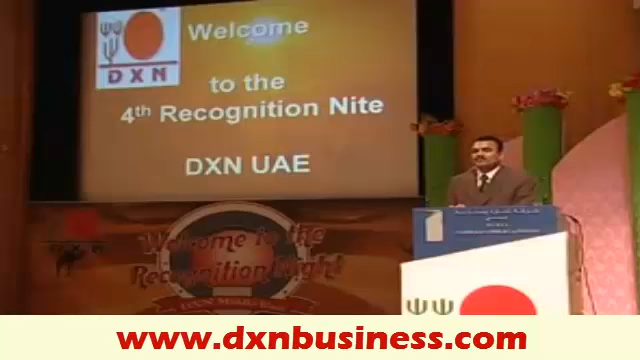 DXN
Welcome
to the
4th Recognition Nite
DXN UAE
Welcome to the
Recognition Night
www.dxnbusiness.com